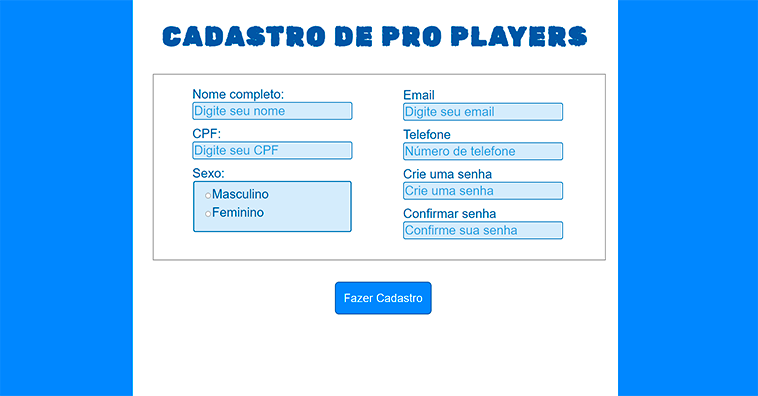 CADASTRO DE PRO PLAYERS
Nome completo:
Digite seu nome
CPF:
Digite seu CPF
Sexo:
Masculino
Feminino
Email
Digite seu email
Telefone
Número de telefone
Crie uma senha
Crie uma senha
Confirmar senha
Confirme sua senha
Fazer Cadastro